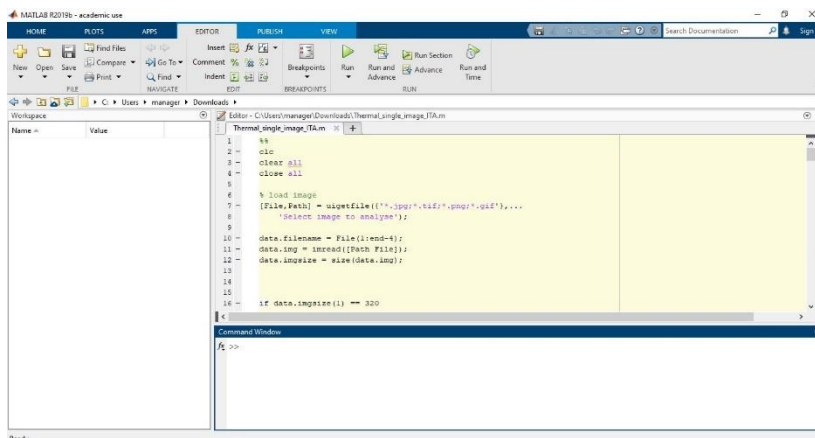 MATLAB R2019b - academic use
HOME PLOTS APPS EDITOR PUBLISH VIEW Search Documentation Sign
New Open Save Find Files Compare Print Go To Find Insert fx Comment % Indent Breakpoints Run Run and Advance Run Section Advance Run and Time
FILE NAVIGATE EDIT BREAKPOINTS RUN
C: Users manager Downloads
Workspace
Name Value
Editor - C:\Users\manager\Downloads\Thermal_single_image_ITA.m
Thermal_single_image_ITA.m
1 %%
2 - clc
3 - clear all
4 - close all
5
6 % load image
7 - [File,Path] = uigetfile({'*.jpg;*.tif;*.png;*.gif'},...
8 'Select image to analyse');
9
10 - data.filename = File(1:end-4);
11 - data.img = imread([Path File]);
12 - data.imgsize = size(data.img);
13
14
15
16 - if data.imgsize(1) == 320
Command Window
fx >>